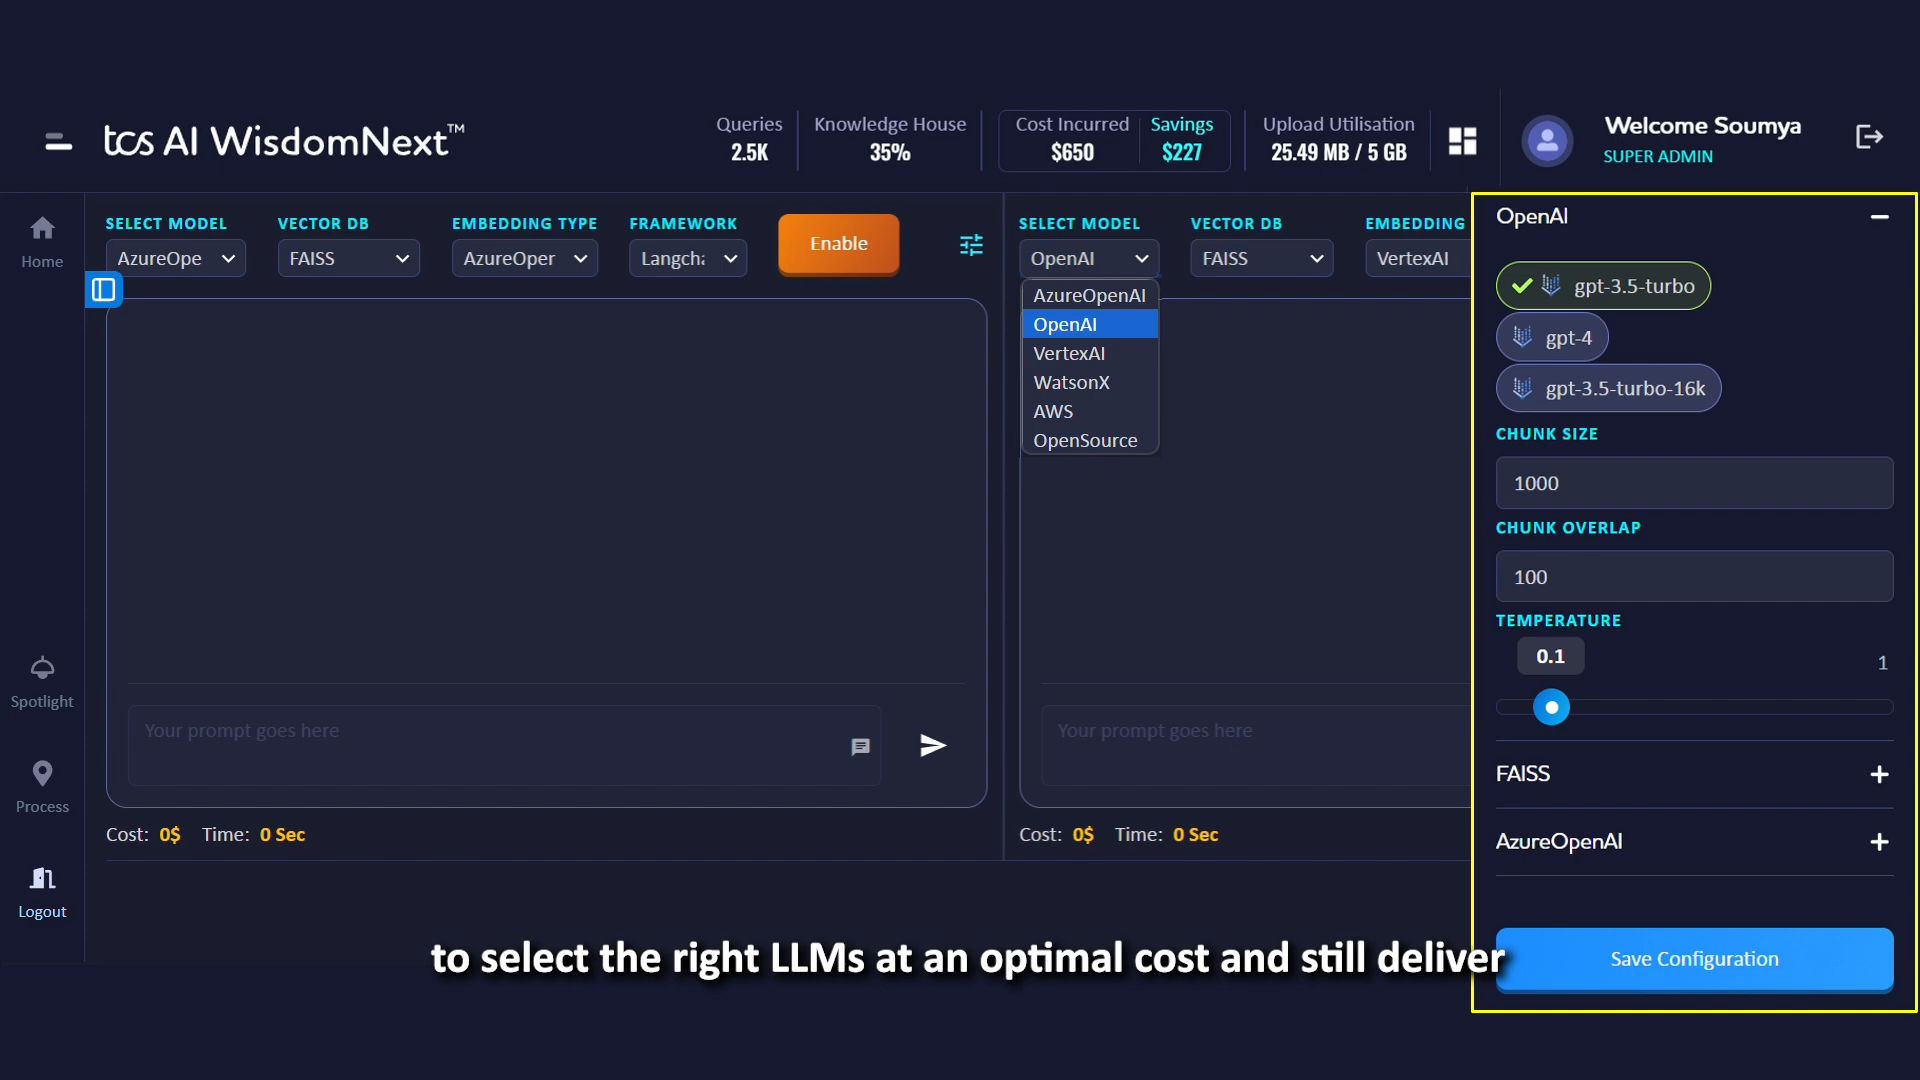 tcs AI WisdomNext™
Queries
2.5K
Knowledge House
35%
Cost Incurred
$650
Savings
$227
Upload Utilisation
25.49 MB / 5 GB
Welcome Soumya
SUPER ADMIN
Home
Spotlight
Process
Logout
SELECT MODEL
AzureOpe
VECTOR DB
FAISS
EMBEDDING TYPE
AzureOper
FRAMEWORK
Langcha
Enable
Your prompt goes here
Cost: 0$ Time: 0 Sec
SELECT MODEL
OpenAI
VECTOR DB
FAISS
EMBEDDING
VertexAI
AzureOpenAI
OpenAI
VertexAI
WatsonX
AWS
OpenSource
Your prompt goes here
Cost: 0$ Time: 0 Sec
OpenAI
gpt-3.5-turbo
gpt-4
gpt-3.5-turbo-16k
CHUNK SIZE
1000
CHUNK OVERLAP
100
TEMPERATURE
0.1
1
FAISS
AzureOpenAI
Save Configuration
to select the right LLMs at an optimal cost and still deliver